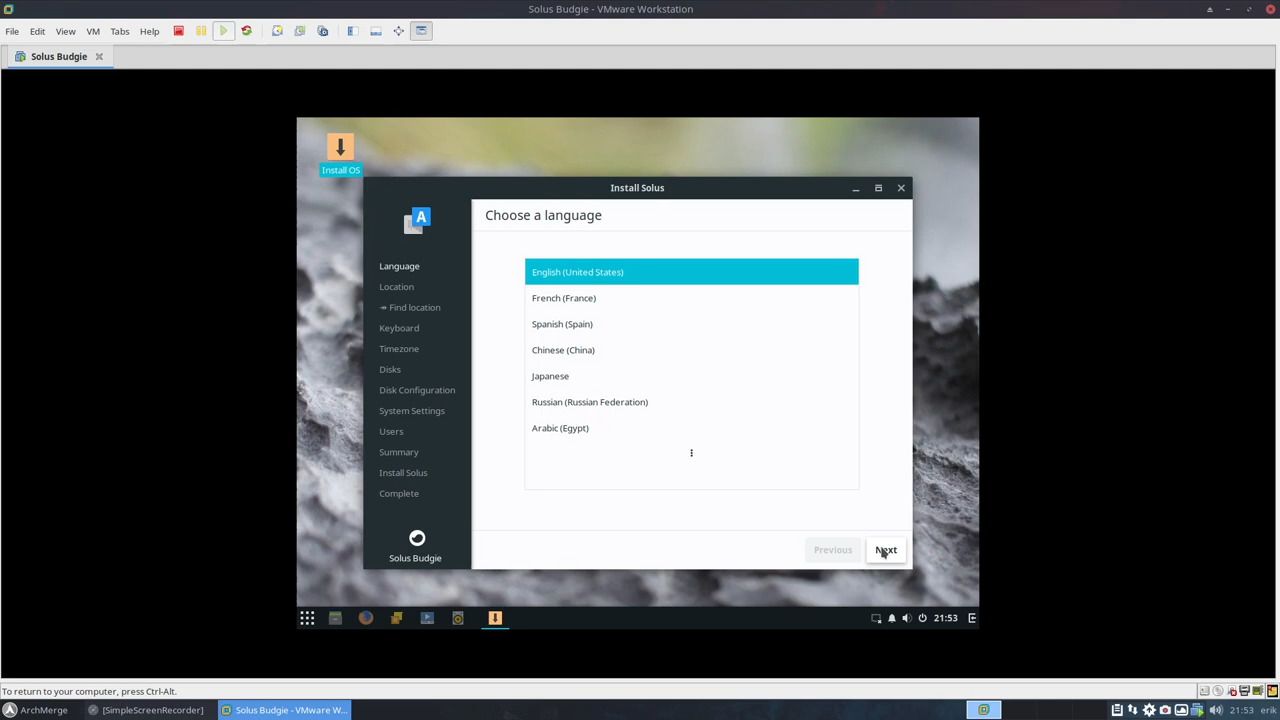 Solus Budgie - VMware Workstation
File Edit View VM Tabs Help
Solus Budgie
Install OS
Install Solus
A
Choose a language
Language
Location
↠ Find location
Keyboard
Timezone
Disks
Disk Configuration
System Settings
Users
Summary
Install Solus
Complete
Solus Budgie
English (United States)
French (France)
Spanish (Spain)
Chinese (China)
Japanese
Russian (Russian Federation)
Arabic (Egypt)
Previous Next
21:53
To return to your computer, press Ctrl-Alt.
ArchMerge [SimpleScreenRecorder] Solus Budgie - VMware W... 21:53 erik